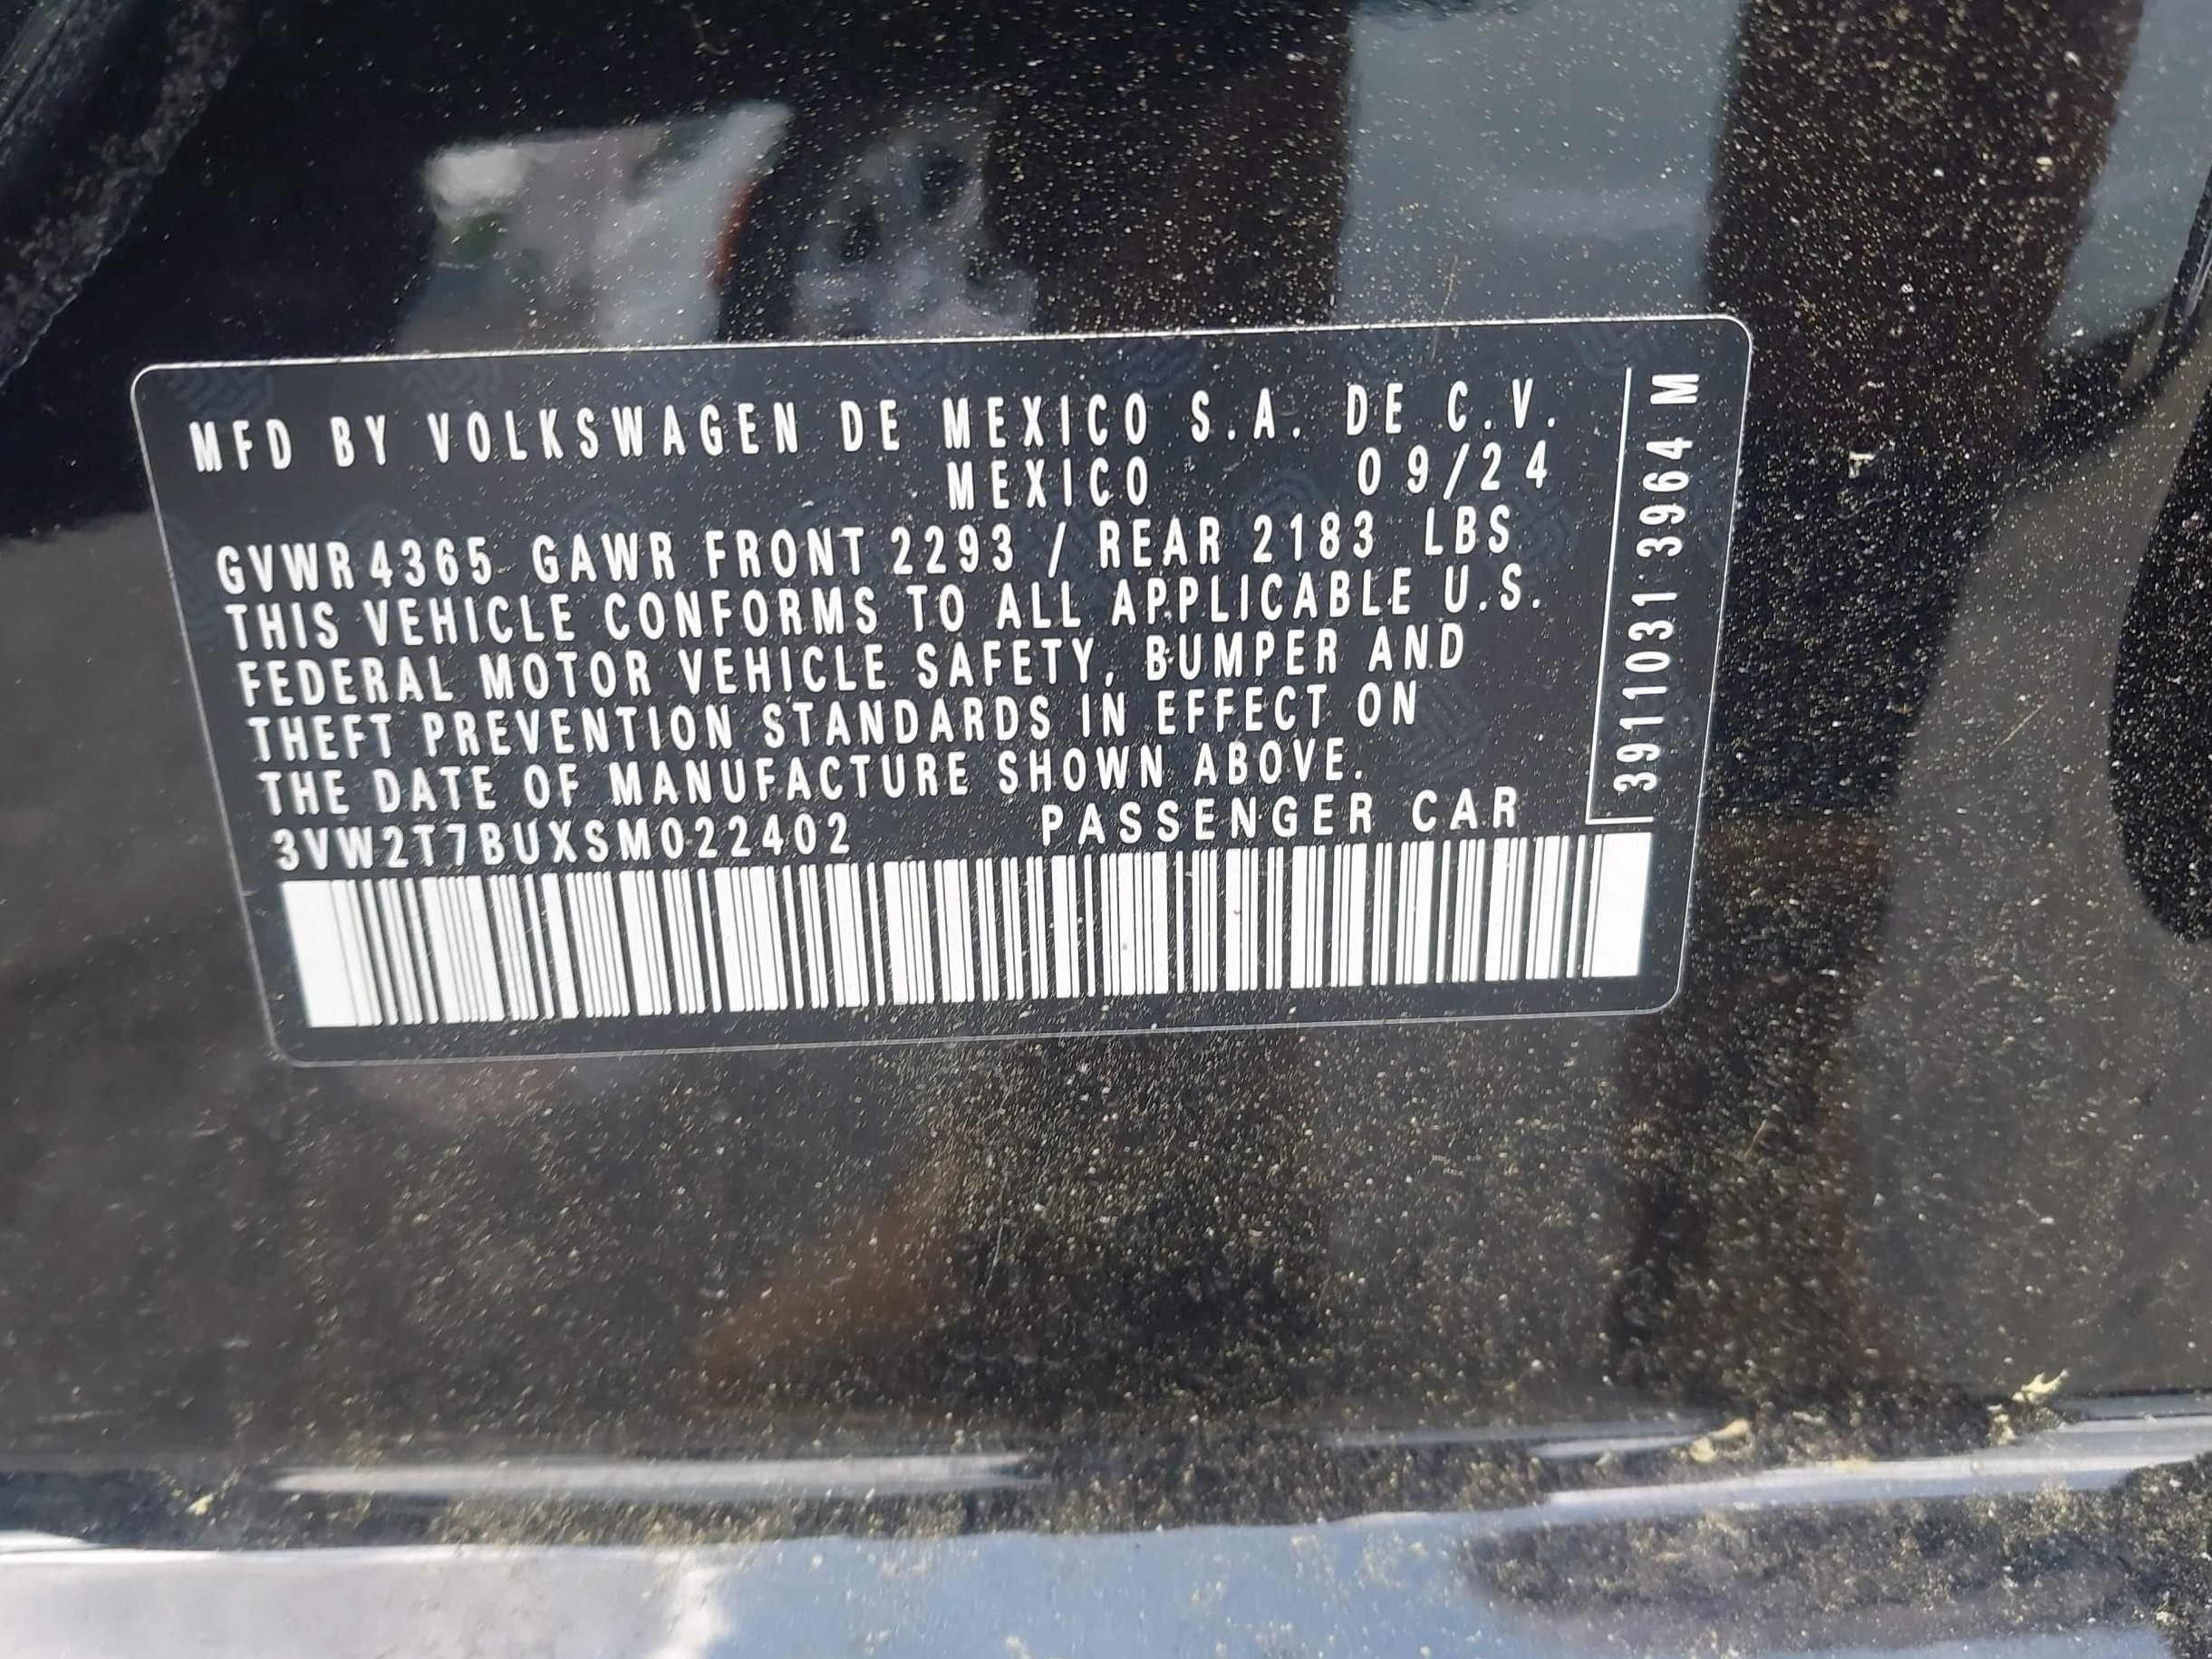 MFD BY VOLKSWAGEN DE MEXICO S.A. DE C.V.
MEXICO 09/24
GVWR 4365 GAWR FRONT 2293 / REAR 2183 LBS
THIS VEHICLE CONFORMS TO ALL APPLICABLE U.S.
FEDERAL MOTOR VEHICLE SAFETY, BUMPER AND
THEFT PREVENTION STANDARDS IN EFFECT ON
THE DATE OF MANUFACTURE SHOWN ABOVE.
3VW2T7BUXSM022402 PASSENGER CAR
3911031 3964 M